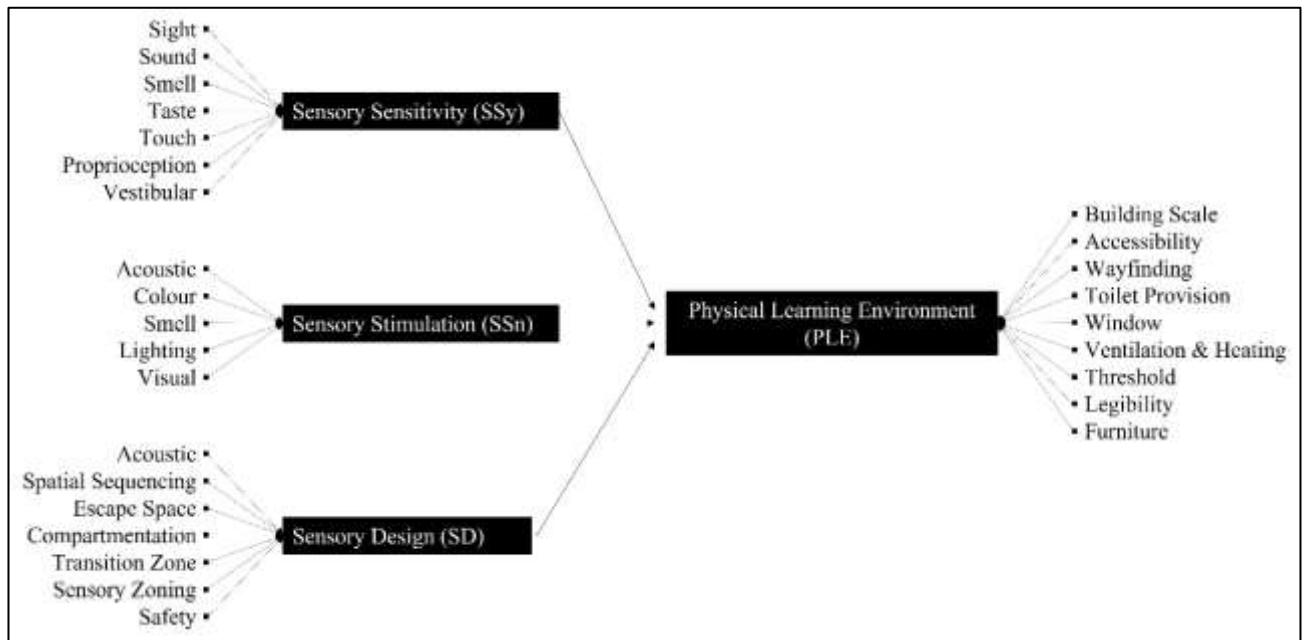 Sight
Sound
Smell
Taste
Touch
Proprioception
Vestibular
Sensory Sensitivity (SSy)
Acoustic
Colour
Smell
Lighting
Visual
Sensory Stimulation (SSn)
Acoustic
Spatial Sequencing
Escape Space
Compartmentation
Transition Zone
Sensory Zoning
Safety
Sensory Design (SD)
Physical Learning Environment
(PLE)
Building Scale
Accessibility
Wayfinding
Toilet Provision
Window
Ventilation & Heating
Threshold
Legibility
Furniture